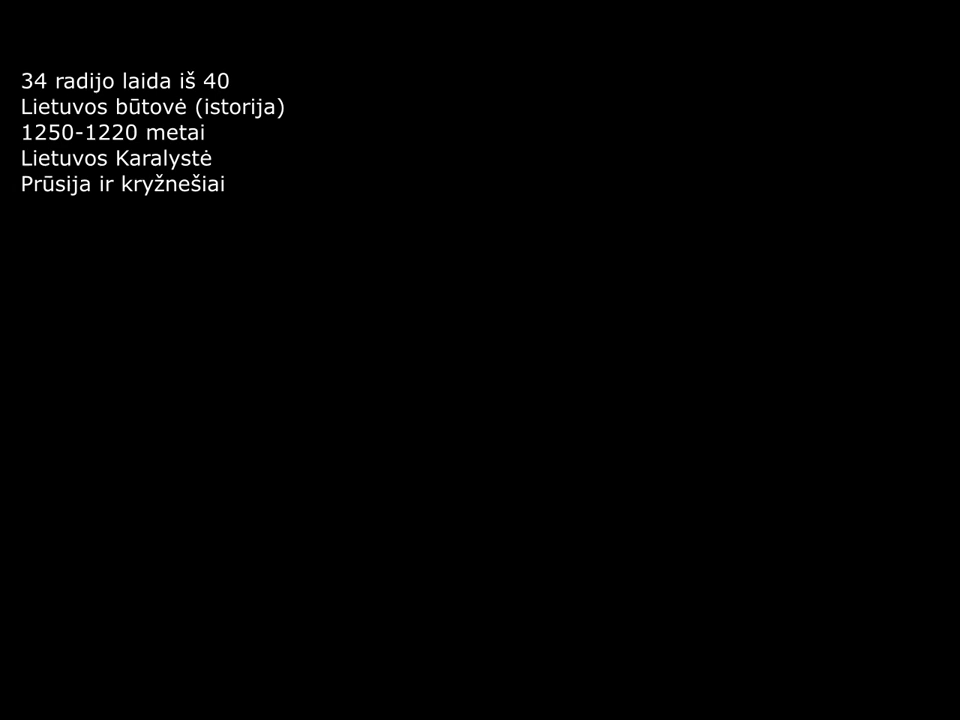 34 radijo laida iš 40
Lietuvos būtovė (istorija)
1250-1220 metai
Lietuvos Karalystė
Prūsija ir kryžnešiai